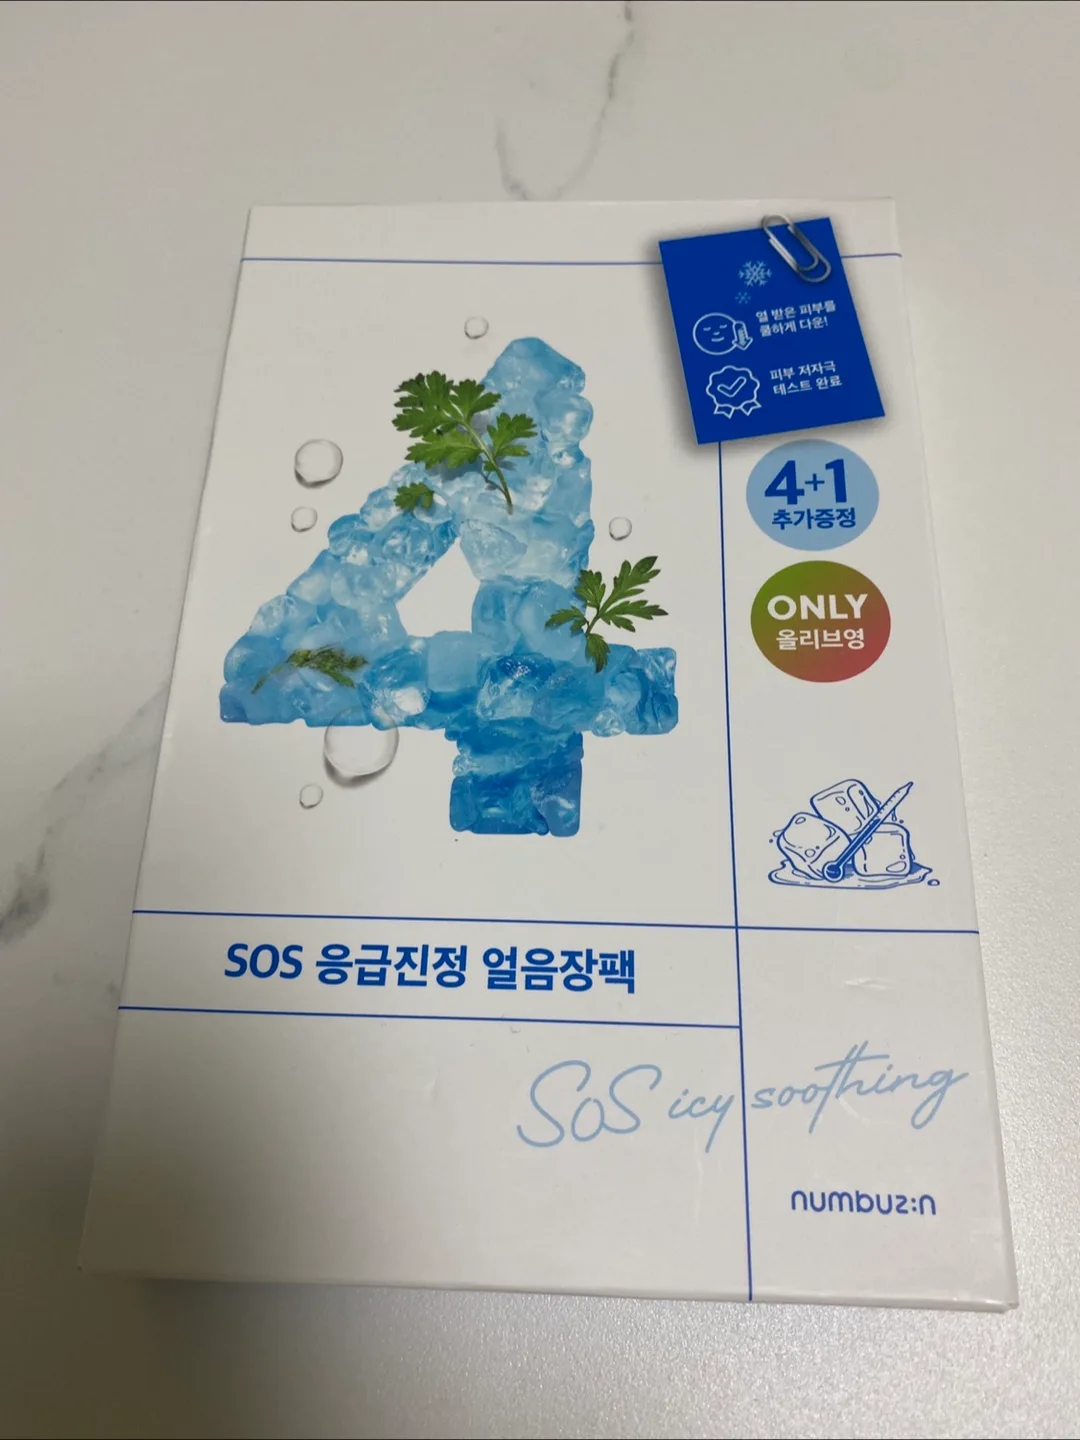 열 받은 피부를
쿨하게 다운!
피부 저자극
테스트 완료
4+1
추가증정
ONLY
올리브영
SOS 응급진정 얼음장팩
SOS icy soothing
numbuz:n